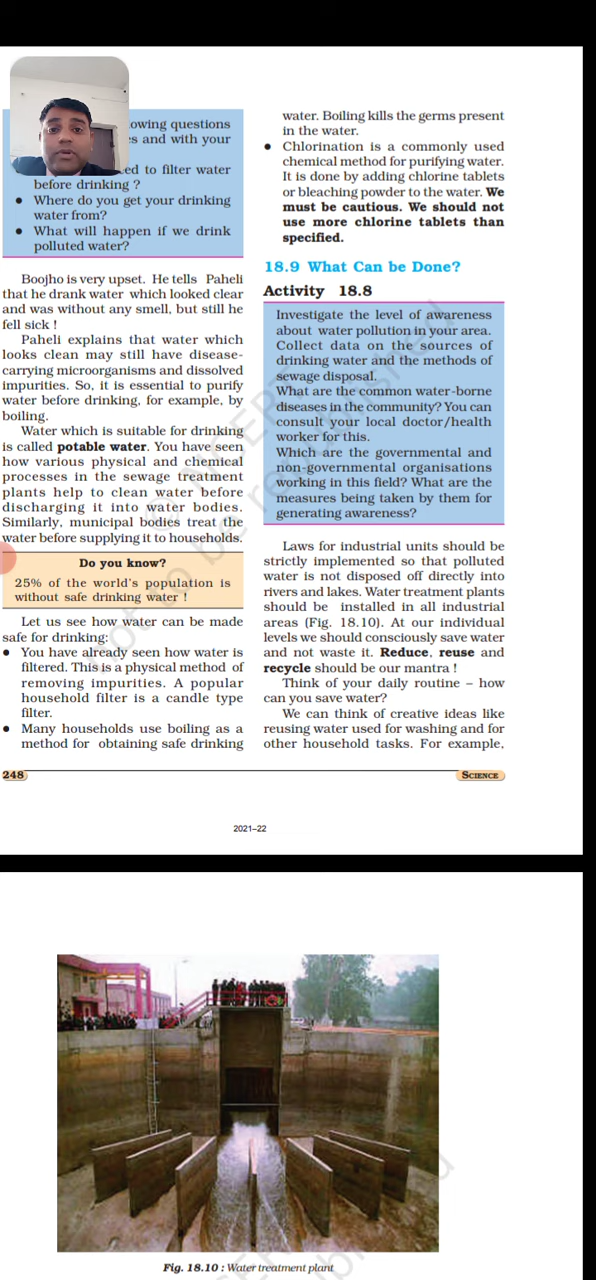 owing questions
es and with your
ed to filter water
before drinking ?
● Where do you get your drinking
water from?
● What will happen if we drink
polluted water?
Boojho is very upset. He tells Paheli
that he drank water which looked clear
and was without any smell, but still he
fell sick !
Paheli explains that water which
looks clean may still have disease-
carrying microorganisms and dissolved
impurities. So, it is essential to purify
water before drinking, for example, by
boiling.
Water which is suitable for drinking
is called potable water. You have seen
how various physical and chemical
processes in the sewage treatment
plants help to clean water before
discharging it into water bodies.
Similarly, municipal bodies treat the
water before supplying it to households.
Do you know?
25% of the world's population is
without safe drinking water !
Let us see how water can be made
safe for drinking:
● You have already seen how water is
filtered. This is a physical method of
removing impurities. A popular
household filter is a candle type
filter.
● Many households use boiling as a
method for obtaining safe drinking
water. Boiling kills the germs present
in the water.
● Chlorination is a commonly used
chemical method for purifying water.
It is done by adding chlorine tablets
or bleaching powder to the water. We
must be cautious. We should not
use more chlorine tablets than
specified.
18.9 What Can be Done?
Activity 18.8
Investigate the level of awareness
about water pollution in your area.
Collect data on the sources of
drinking water and the methods of
sewage disposal.
What are the common water-borne
diseases in the community? You can
consult your local doctor/health
worker for this.
Which are the governmental and
non-governmental organisations
working in this field? What are the
measures being taken by them for
generating awareness?
Laws for industrial units should be
strictly implemented so that polluted
water is not disposed off directly into
rivers and lakes. Water treatment plants
should be installed in all industrial
areas (Fig. 18.10). At our individual
levels we should consciously save water
and not waste it. Reduce, reuse and
recycle should be our mantra !
Think of your daily routine – how
can you save water?
We can think of creative ideas like
reusing water used for washing and for
other household tasks. For example,
248
SCIENCE
2021–22
© NCERT
not to be republished
Fig. 18.10 : Water treatment plant